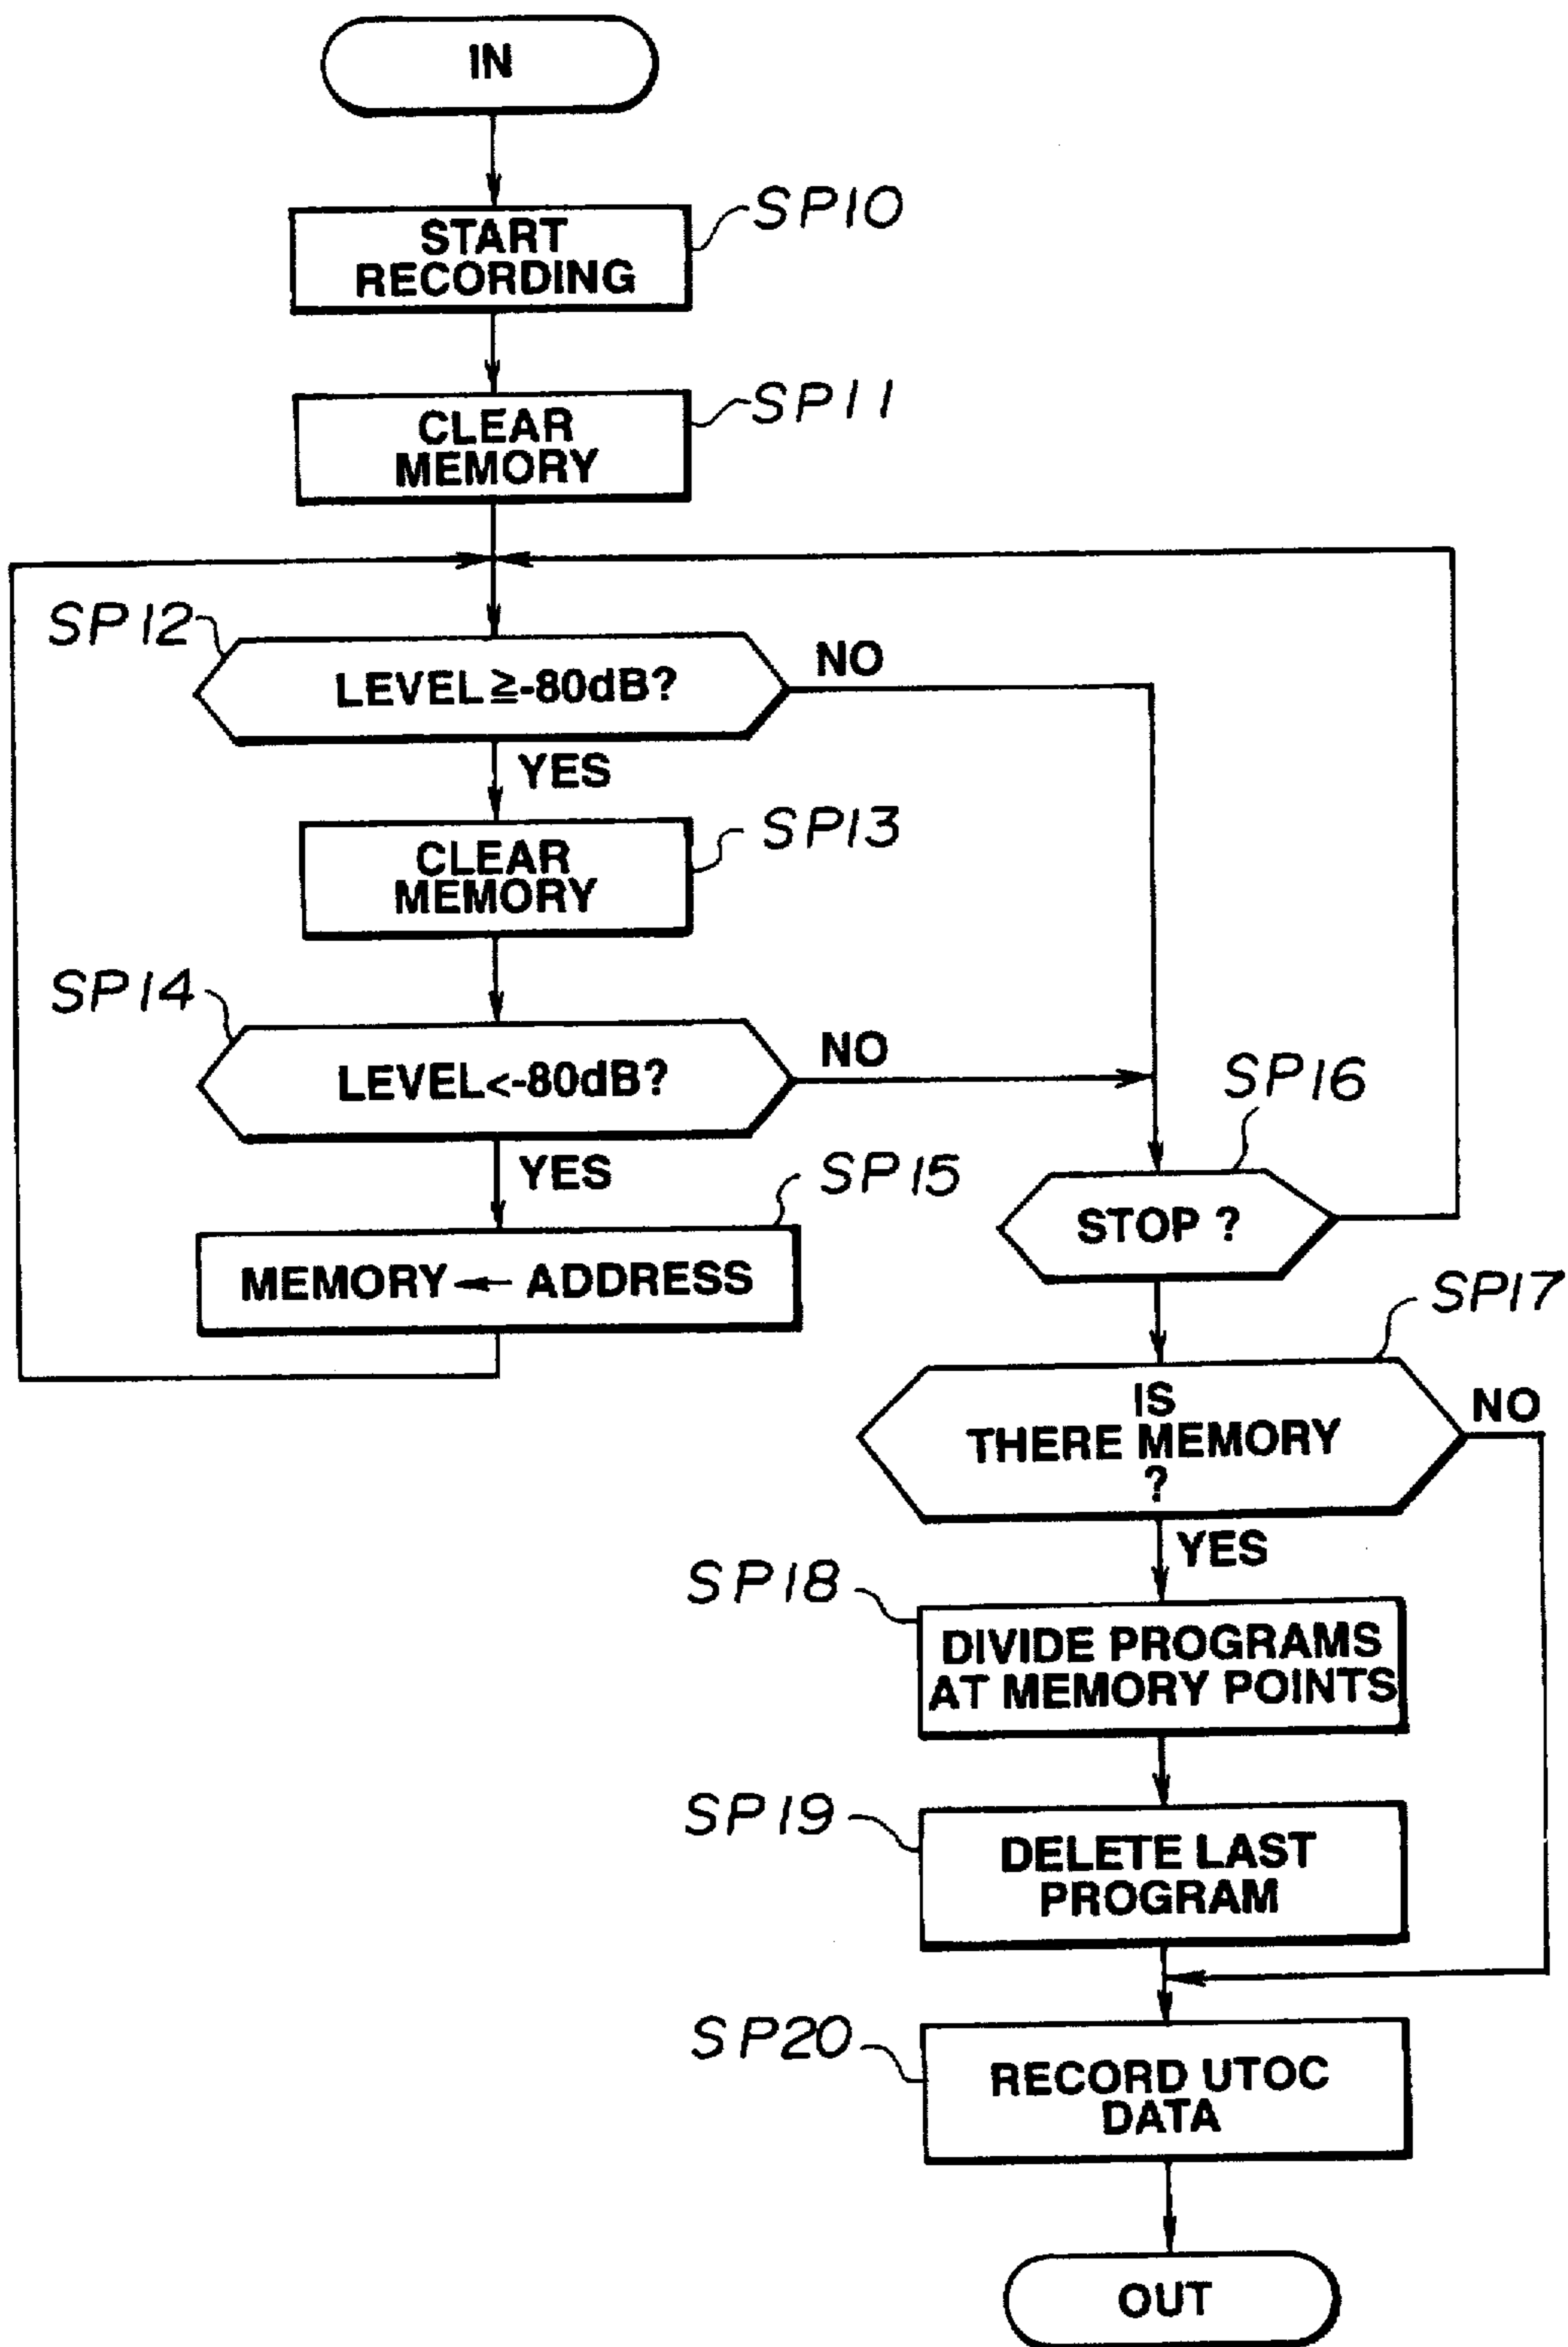 IN
START
RECORDING
SP10
CLEAR
MEMORY
SP11
SP12
LEVEL≧-80dB?
NO
YES
CLEAR
MEMORY
SP13
SP14
LEVEL<-80dB?
NO
YES
SP15
MEMORY ← ADDRESS
SP16
STOP ?
SP17
IS
THERE MEMORY
?
NO
YES
SP18
DIVIDE PROGRAMS
AT MEMORY POINTS
SP19
DELETE LAST
PROGRAM
SP20
RECORD UTOC
DATA
OUT